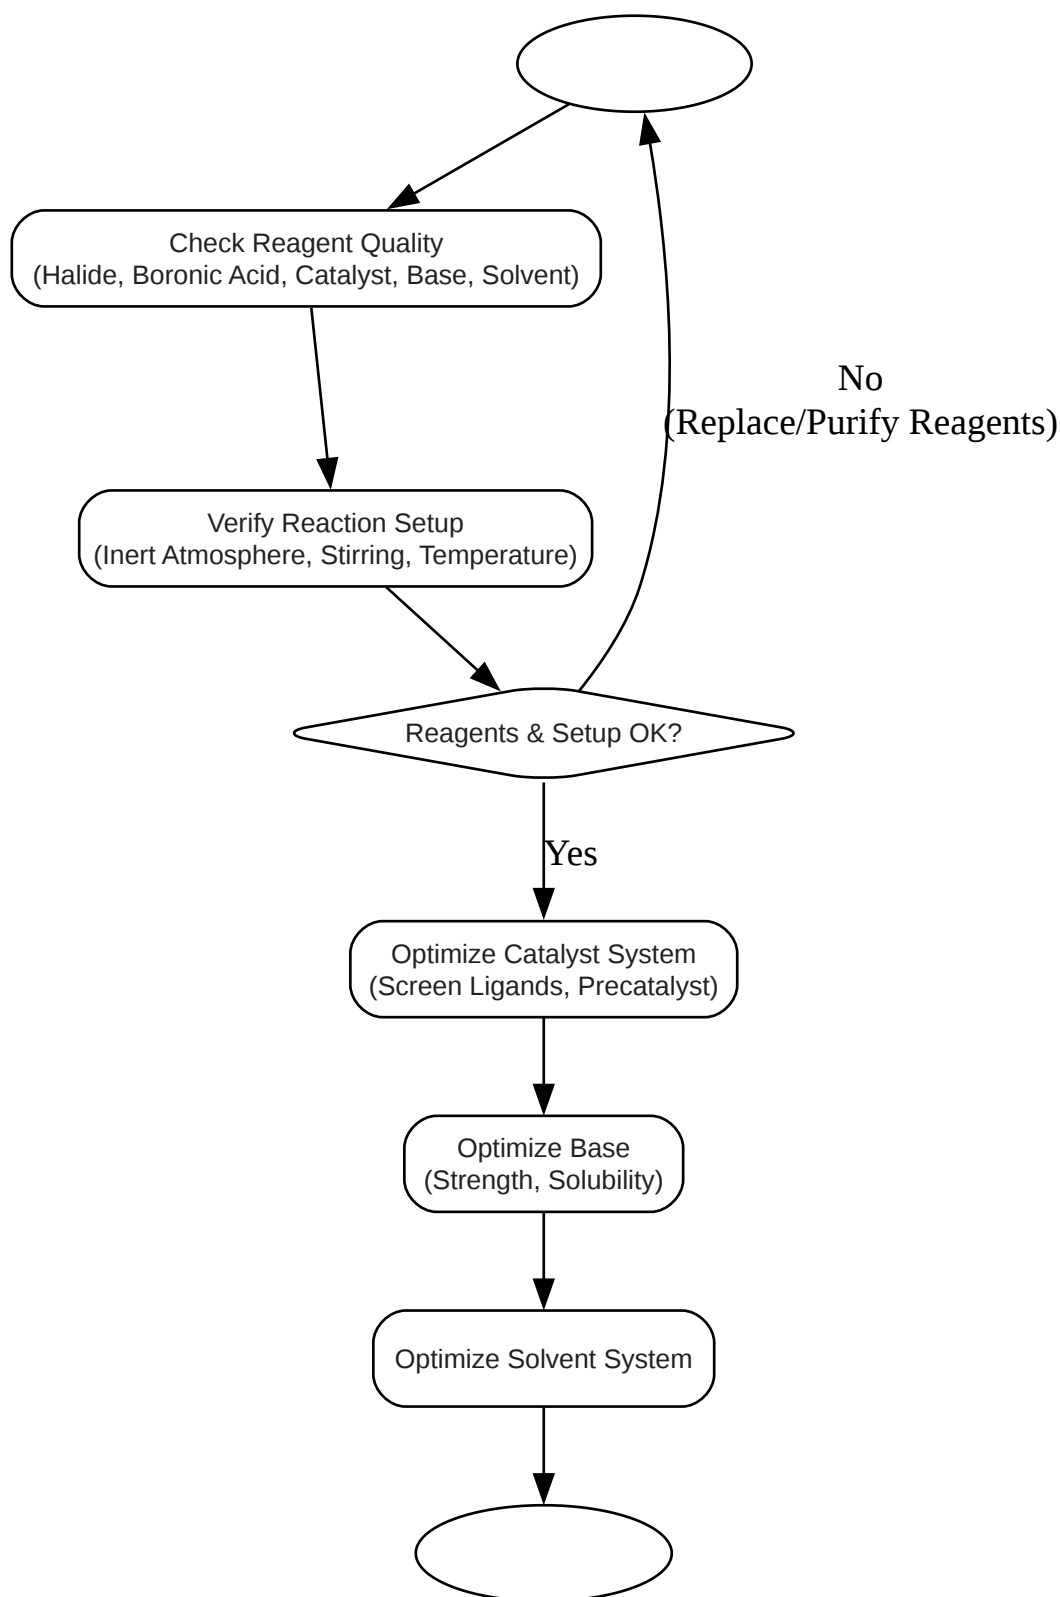 Check Reagent Quality
(Halide, Boronic Acid, Catalyst, Base, Solvent)
No
(Replace/Purify Reagents)
Verify Reaction Setup
(Inert Atmosphere, Stirring, Temperature)
Reagents & Setup OK?
Yes
Optimize Catalyst System
(Screen Ligands, Precatalyst)
Optimize Base
(Strength, Solubility)
Optimize Solvent System